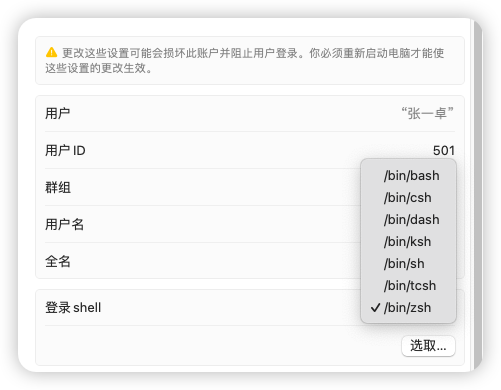 ⚠️ 更改这些设置可能会损坏此账户并阻止用户登录。你必须重新启动电脑才能使
这些设置的更改生效。
用户 “张一卓”
用户 ID 501
群组
用户名
全名
登录 shell
/bin/bash
/bin/csh
/bin/dash
/bin/ksh
/bin/sh
/bin/tcsh
✓ /bin/zsh
选取...